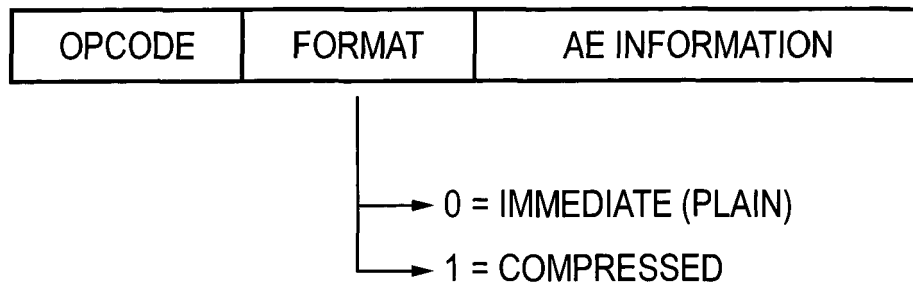 OPCODE FORMAT AE INFORMATION
0 = IMMEDIATE (PLAIN)
1 = COMPRESSED